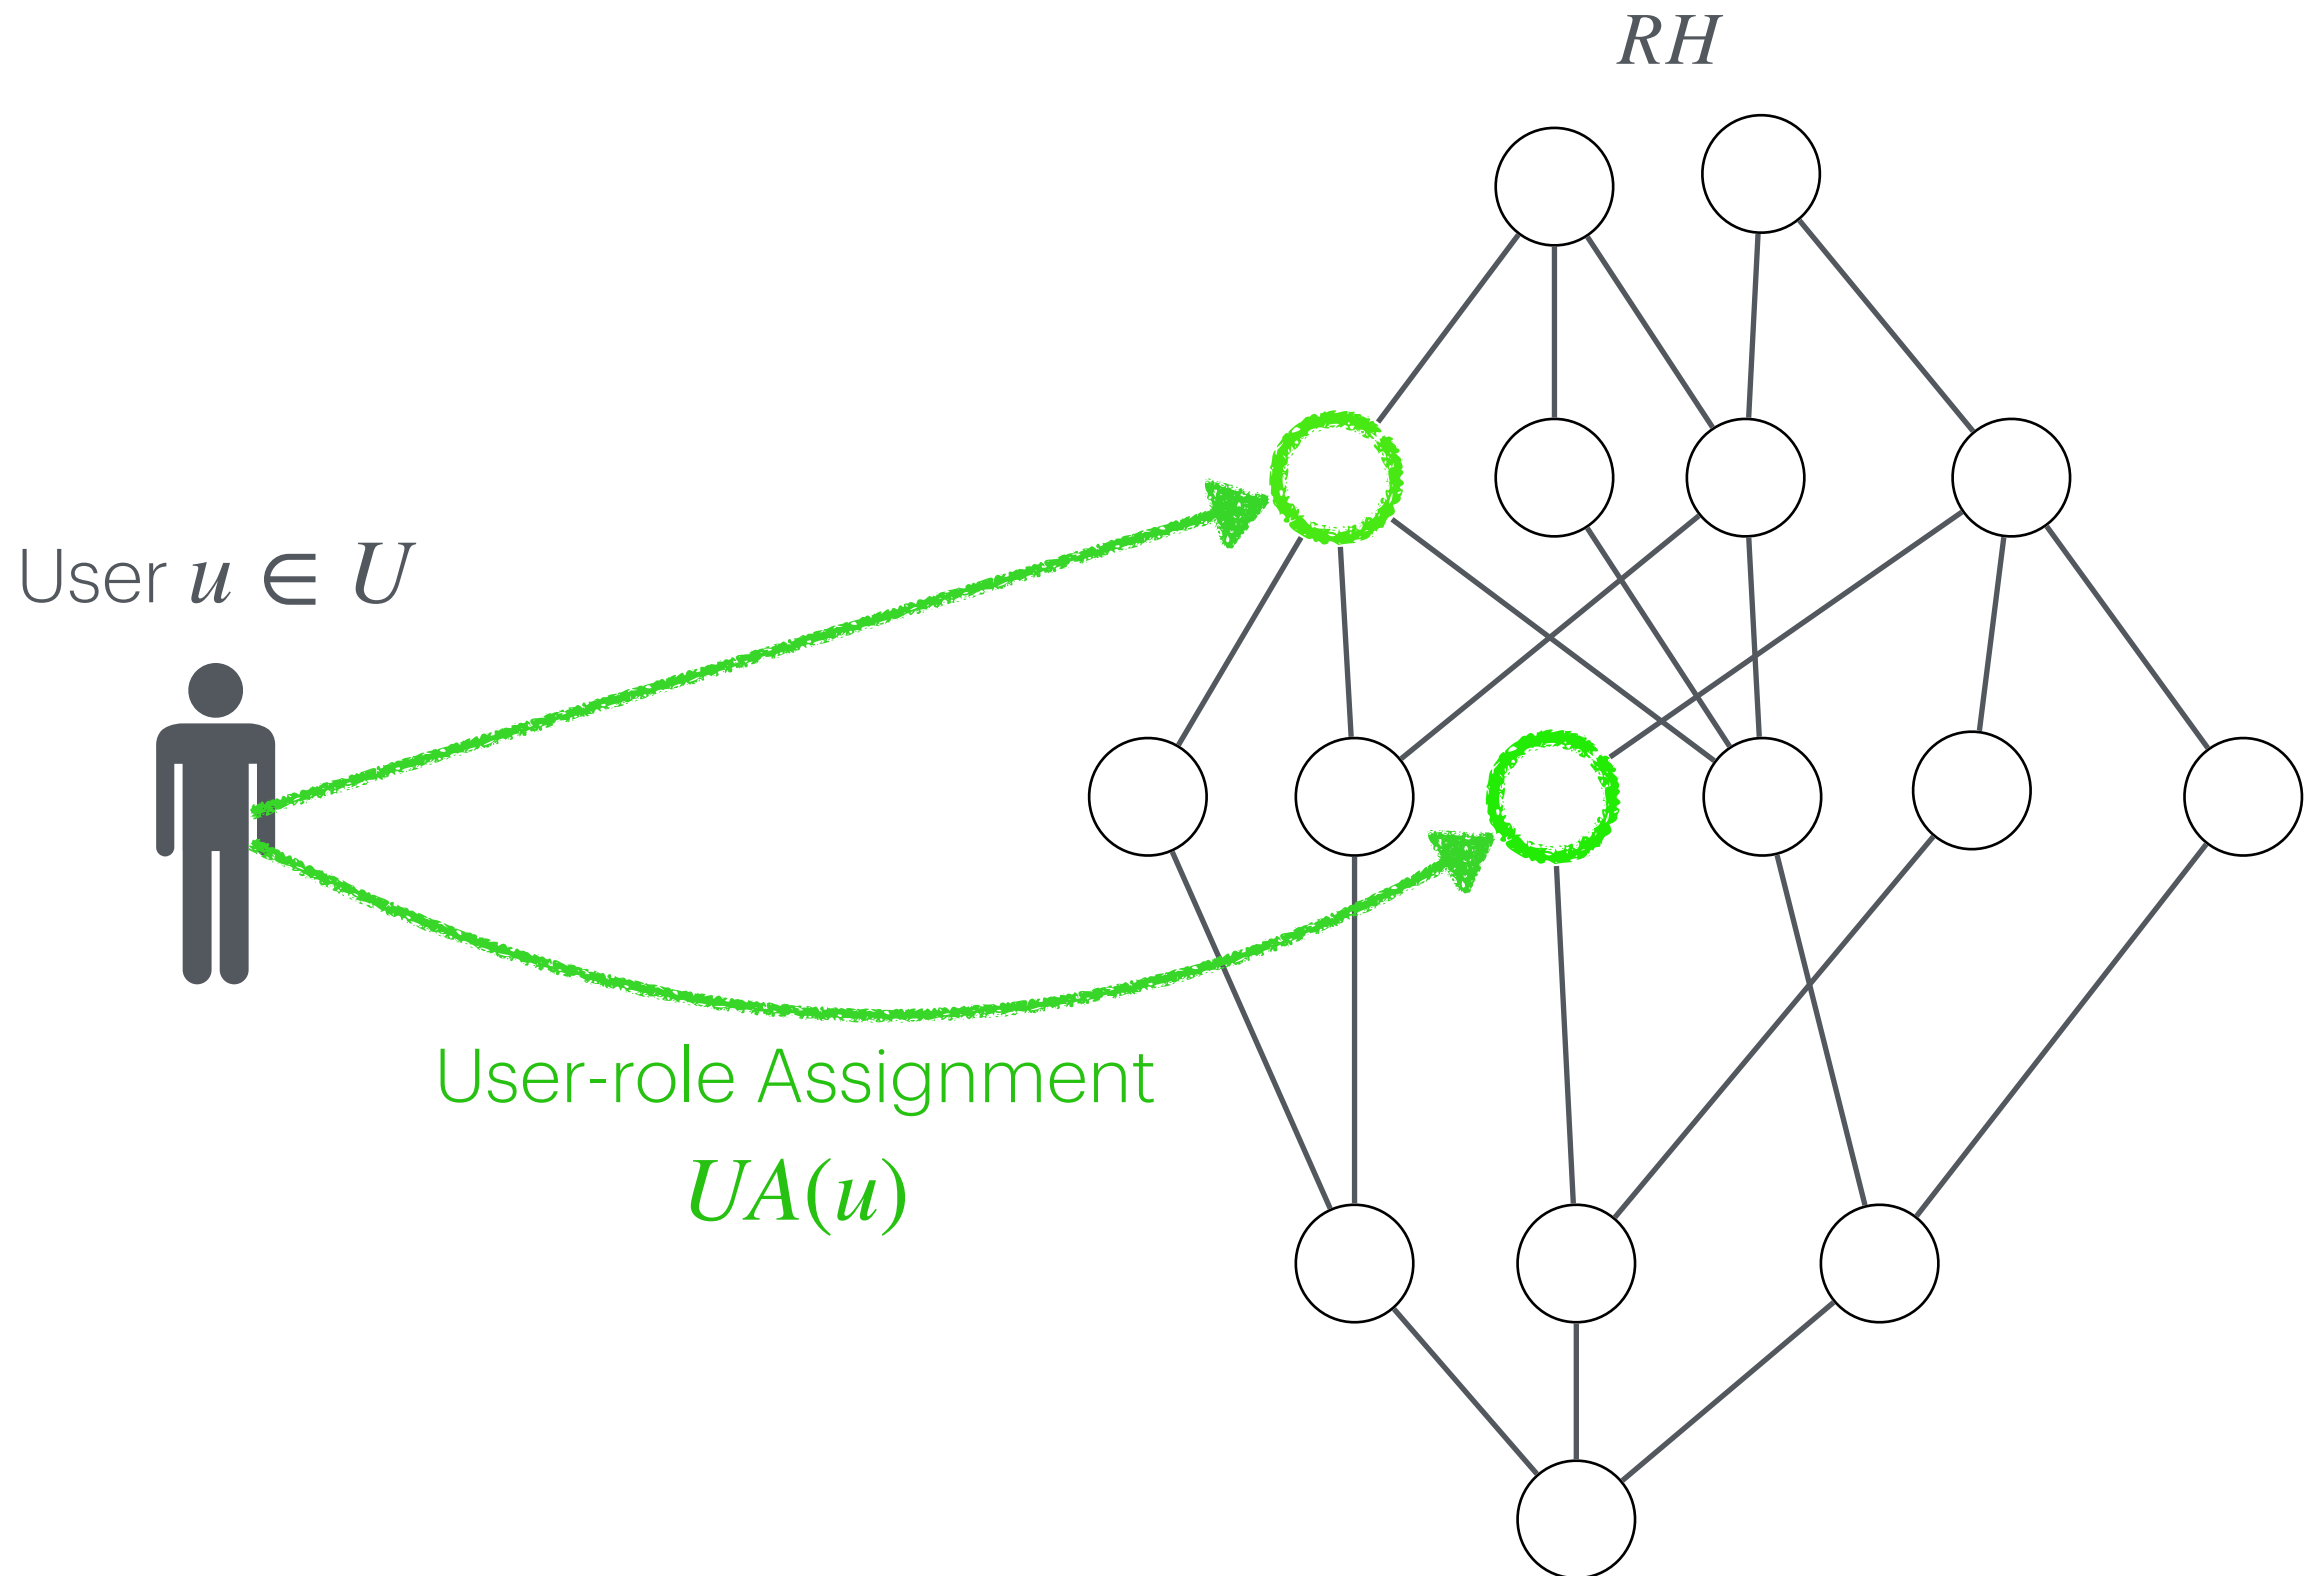 RH
User u ∈ U
User-role Assignment
UA(u)